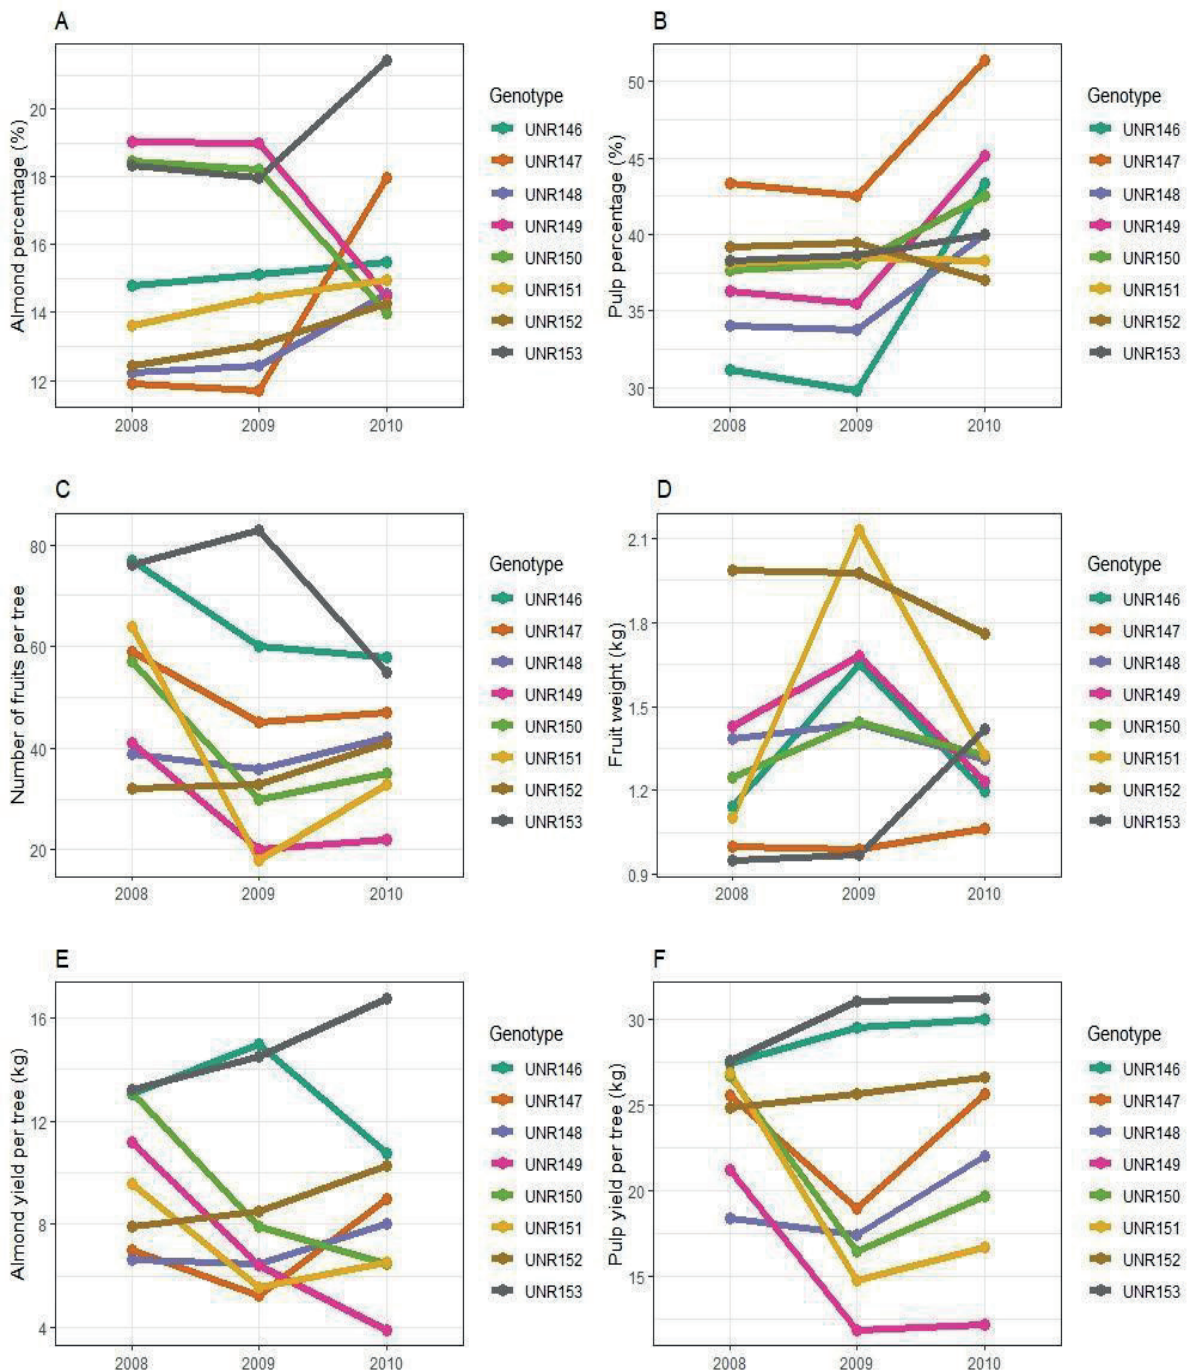 A
Almond percentage (%)
20
18
16
14
12
2008 2009 2010
Genotype
UNR146
UNR147
UNR148
UNR149
UNR150
UNR151
UNR152
UNR153
B
Pulp percentage (%)
50
45
40
35
30
2008 2009 2010
Genotype
UNR146
UNR147
UNR148
UNR149
UNR150
UNR151
UNR152
UNR153
C
Number of fruits per tree
80
60
40
20
2008 2009 2010
Genotype
UNR146
UNR147
UNR148
UNR149
UNR150
UNR151
UNR152
UNR153
D
Fruit weight (kg)
2.1
1.8
1.5
1.2
0.9
2008 2009 2010
Genotype
UNR146
UNR147
UNR148
UNR149
UNR150
UNR151
UNR152
UNR153
E
Almond yield per tree (kg)
16
12
8
4
2008 2009 2010
Genotype
UNR146
UNR147
UNR148
UNR149
UNR150
UNR151
UNR152
UNR153
F
Pulp yield per tree (kg)
30
25
20
15
2008 2009 2010
Genotype
UNR146
UNR147
UNR148
UNR149
UNR150
UNR151
UNR152
UNR153